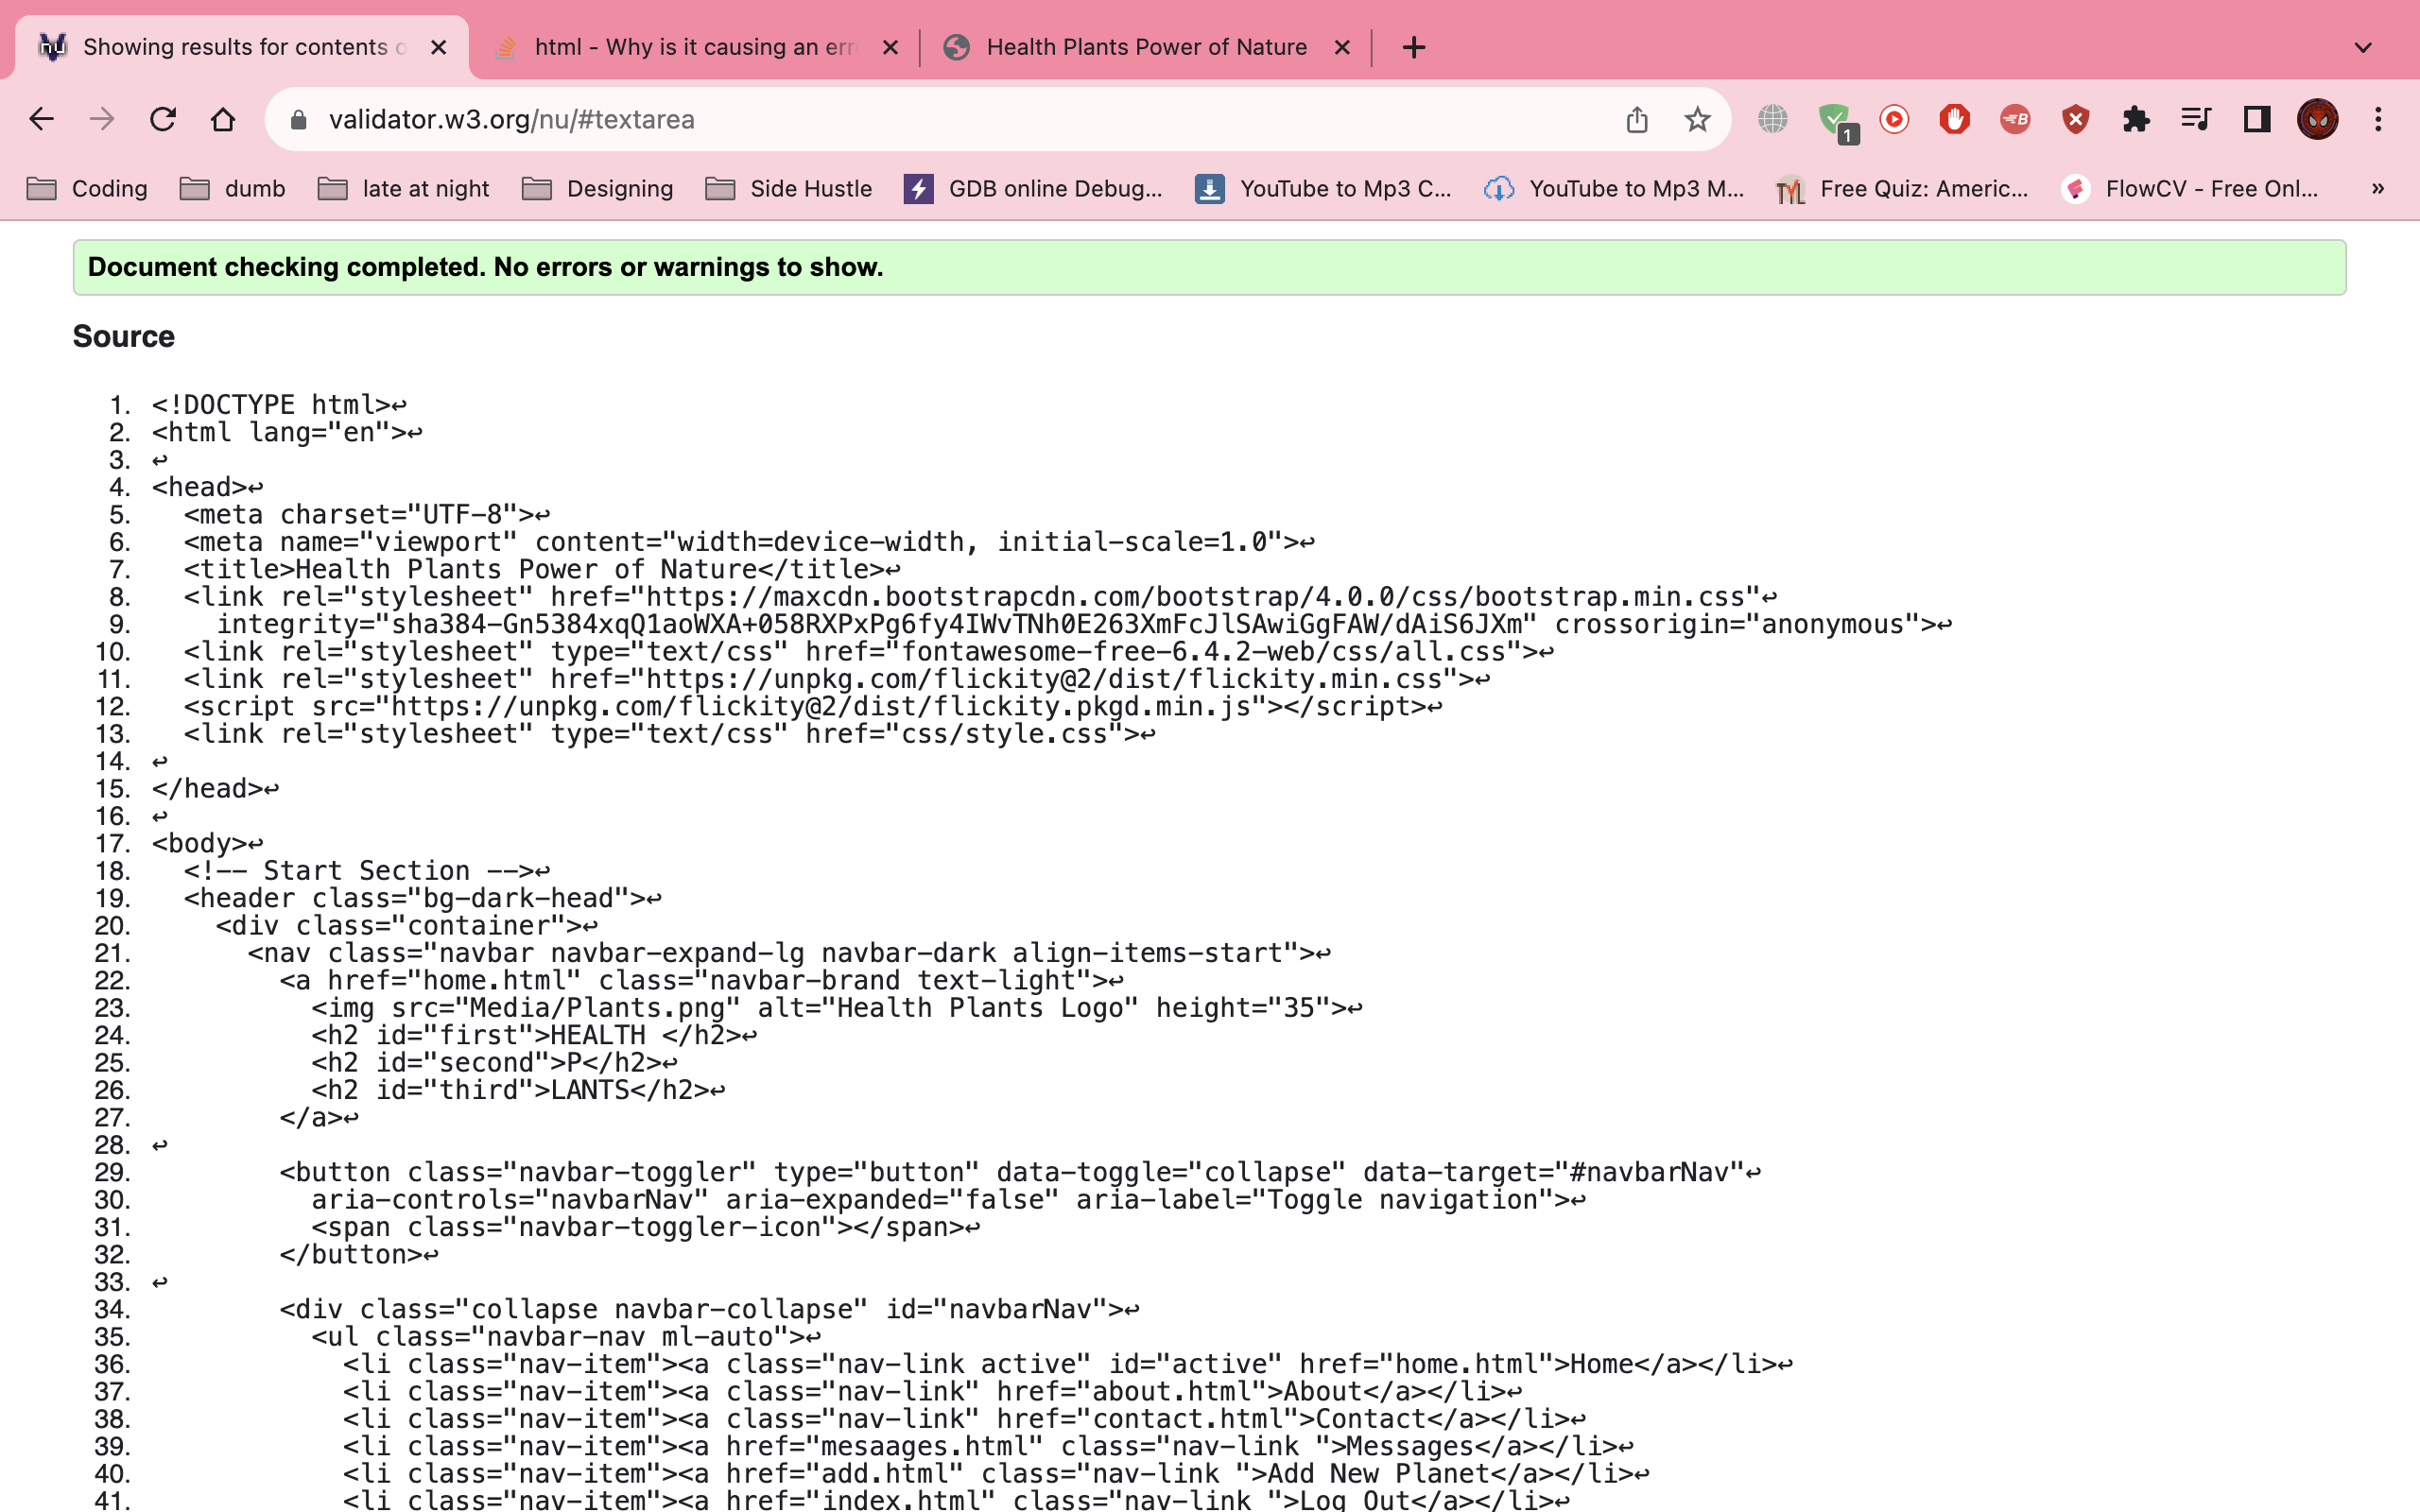 Showing results for contents o
html - Why is it causing an err
Health Plants Power of Nature
validator.w3.org/nu/#textarea
1
Coding
dumb
late at night
Designing
Side Hustle
GDB online Debug...
YouTube to Mp3 C...
YouTube to Mp3 M...
Free Quiz: Americ...
FlowCV - Free Onl...
»
Document checking completed. No errors or warnings to show.
Source
1. <!DOCTYPE html>↩
2. <html lang="en">↩
3. ↩
4. <head>↩
5.   <meta charset="UTF-8">↩
6.   <meta name="viewport" content="width=device-width, initial-scale=1.0">↩
7.   <title>Health Plants Power of Nature</title>↩
8.   <link rel="stylesheet" href="https://maxcdn.bootstrapcdn.com/bootstrap/4.0.0/css/bootstrap.min.css"↩
9.     integrity="sha384-Gn5384xqQ1aoWXA+058RXPxPg6fy4IWvTNh0E263XmFcJlSAwiGgFAW/dAiS6JXm" crossorigin="anonymous">↩
10.   <link rel="stylesheet" type="text/css" href="fontawesome-free-6.4.2-web/css/all.css">↩
11.   <link rel="stylesheet" href="https://unpkg.com/flickity@2/dist/flickity.min.css">↩
12.   <script src="https://unpkg.com/flickity@2/dist/flickity.pkgd.min.js"></script>↩
13.   <link rel="stylesheet" type="text/css" href="css/style.css">↩
14. ↩
15. </head>↩
16. ↩
17. <body>↩
18.   <!-- Start Section -->↩
19.   <header class="bg-dark-head">↩
20.     <div class="container">↩
21.       <nav class="navbar navbar-expand-lg navbar-dark align-items-start">↩
22.         <a href="home.html" class="navbar-brand text-light">↩
23.           <img src="Media/Plants.png" alt="Health Plants Logo" height="35">↩
24.           <h2 id="first">HEALTH </h2>↩
25.           <h2 id="second">P</h2>↩
26.           <h2 id="third">LANTS</h2>↩
27.         </a>↩
28. ↩
29.         <button class="navbar-toggler" type="button" data-toggle="collapse" data-target="#navbarNav"↩
30.           aria-controls="navbarNav" aria-expanded="false" aria-label="Toggle navigation">↩
31.           <span class="navbar-toggler-icon"></span>↩
32.         </button>↩
33. ↩
34.         <div class="collapse navbar-collapse" id="navbarNav">↩
35.           <ul class="navbar-nav ml-auto">↩
36.             <li class="nav-item"><a class="nav-link active" id="active" href="home.html">Home</a></li>↩
37.             <li class="nav-item"><a class="nav-link" href="about.html">About</a></li>↩
38.             <li class="nav-item"><a class="nav-link" href="contact.html">Contact</a></li>↩
39.             <li class="nav-item"><a href="mesaages.html" class="nav-link ">Messages</a></li>↩
40.             <li class="nav-item"><a href="add.html" class="nav-link ">Add New Planet</a></li>↩
41.             <li class="nav-item"><a href="index.html" class="nav-link ">Log Out</a></li>↩